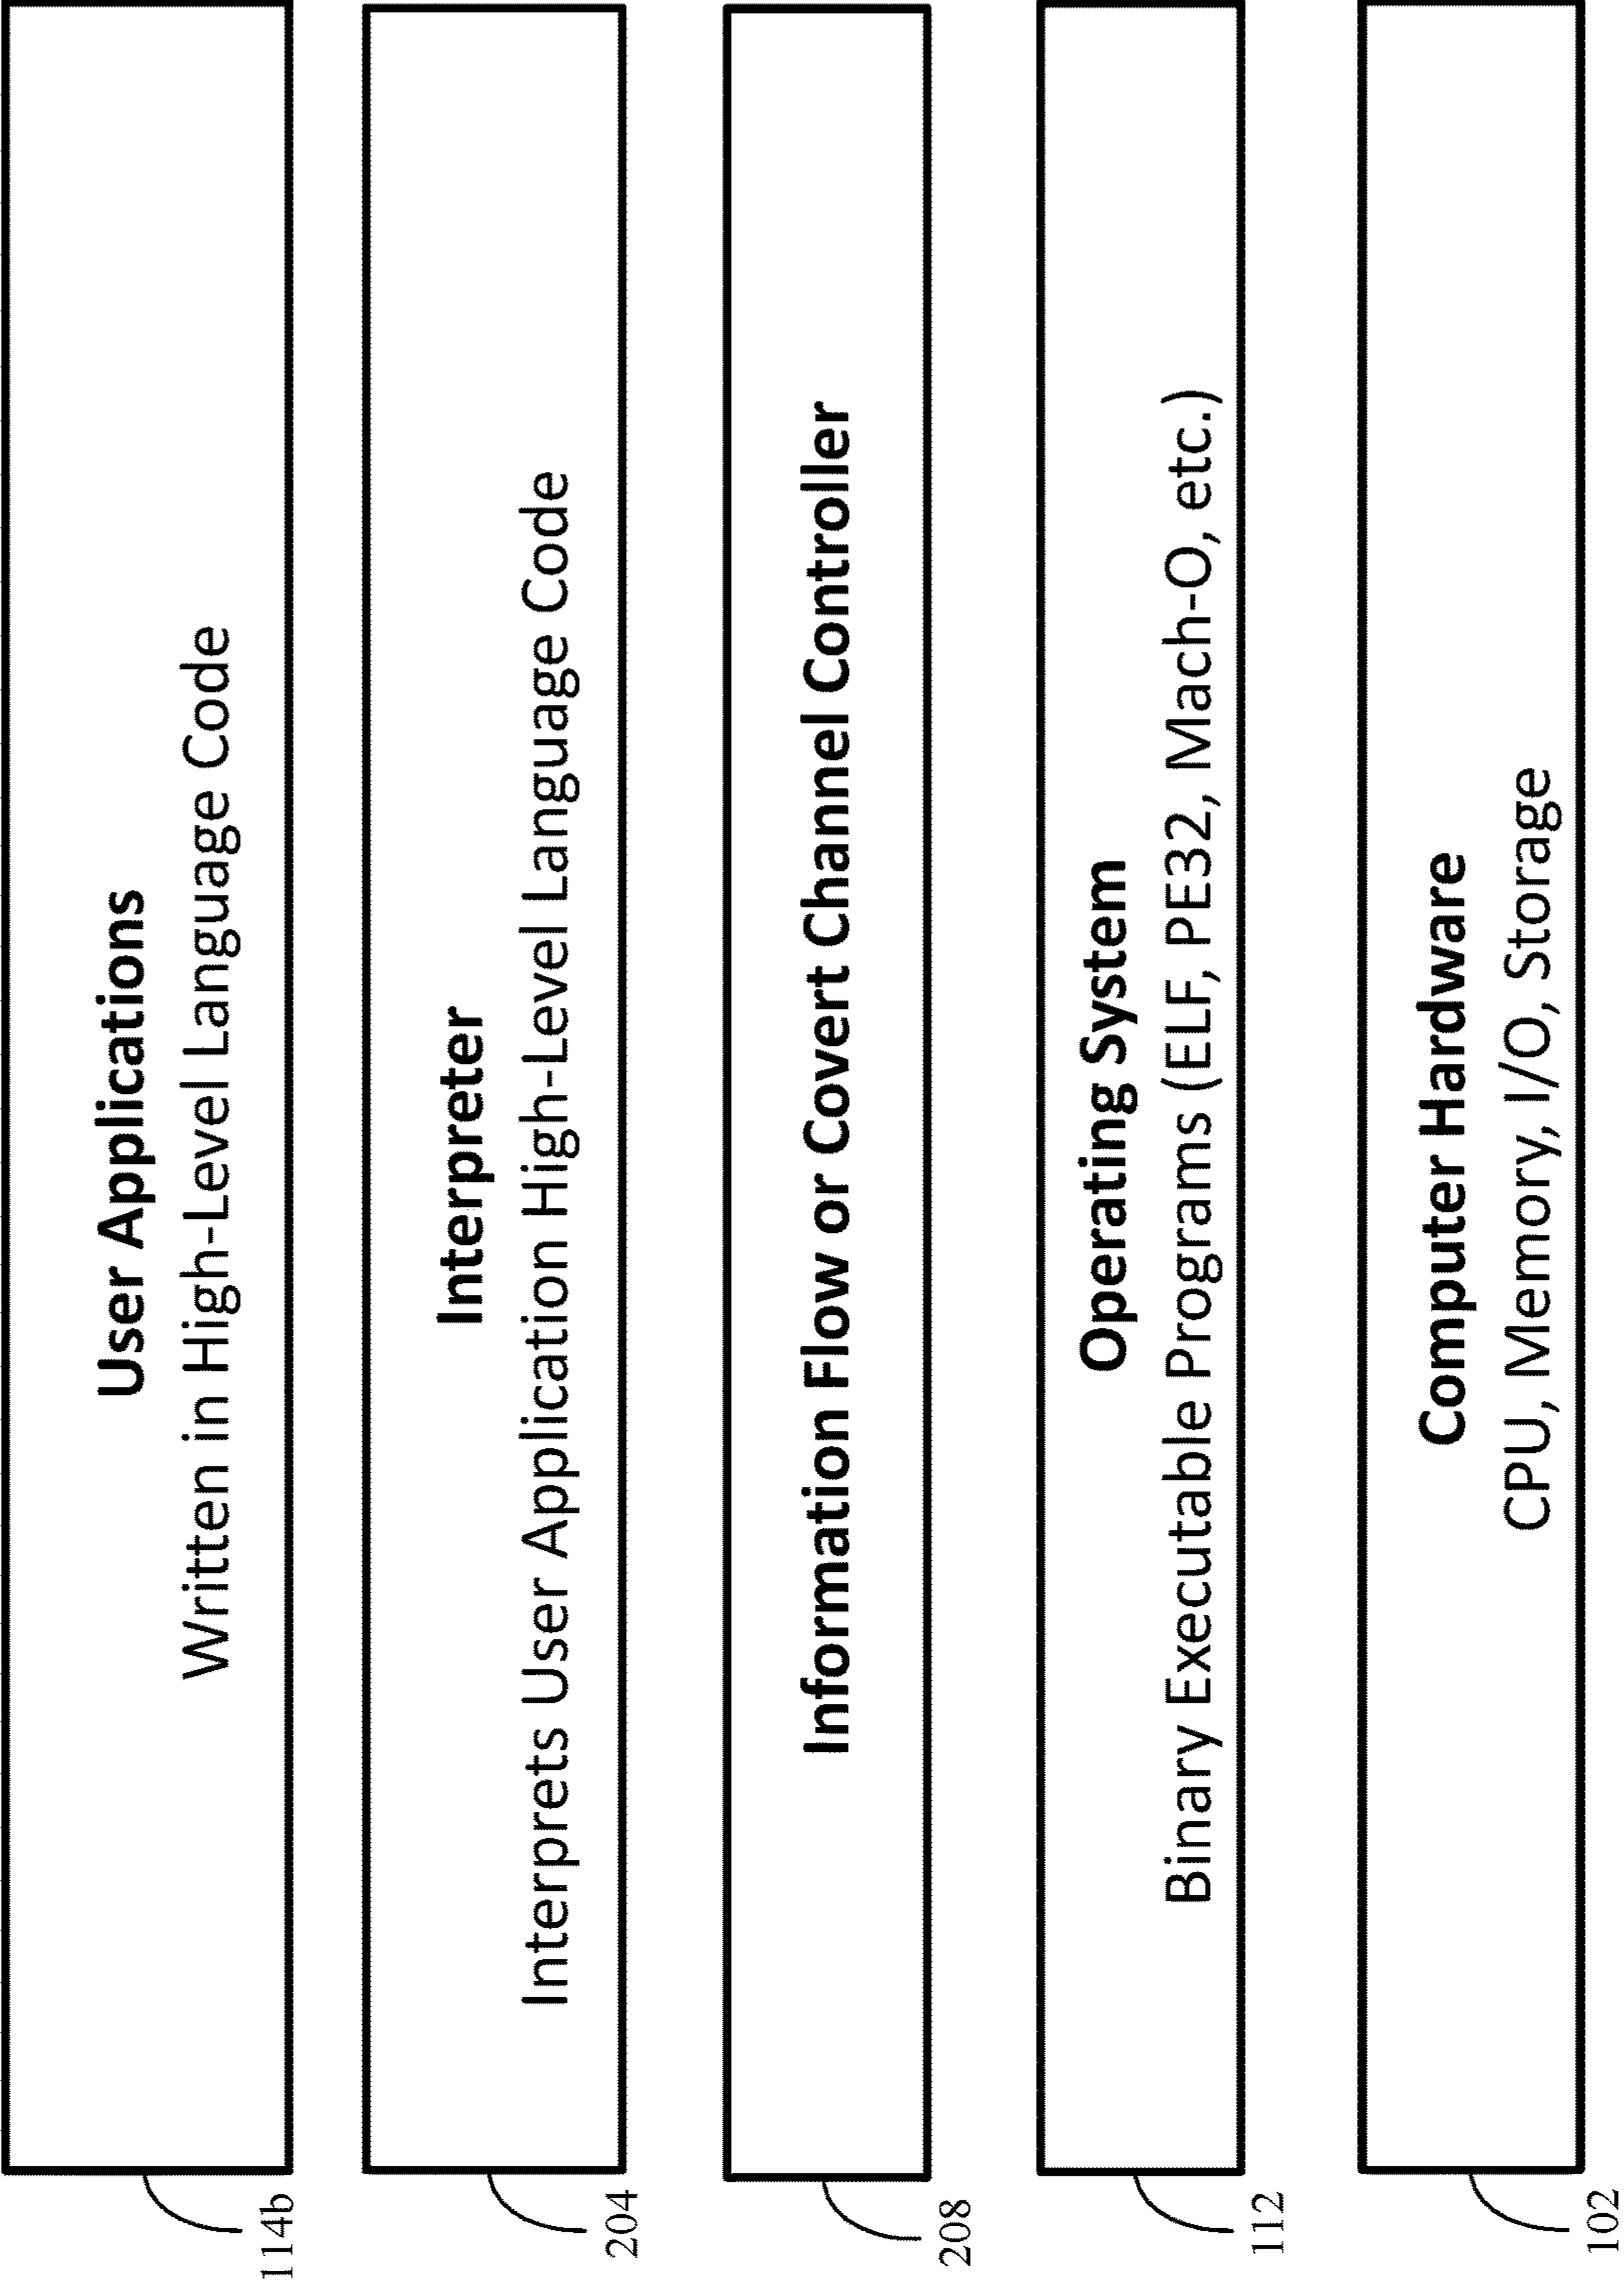 User Applications
Written in High-Level Language Code
114b
Interpreter
Interprets User Application High-Level Language Code
204
Information Flow or Covert Channel Controller
208
Operating System
Binary Executable Programs (ELF, PE32, Mach-O, etc.)
112
Computer Hardware
CPU, Memory, I/O, Storage
102